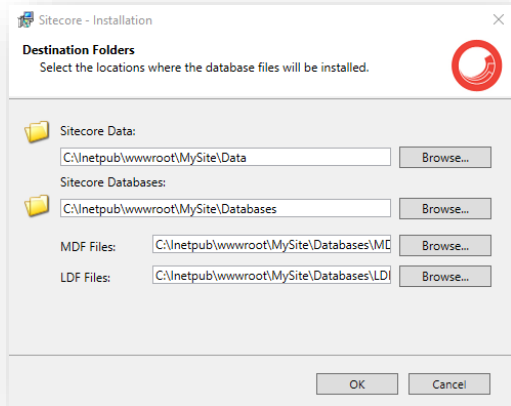 Sitecore - Installation
Destination Folders
Select the locations where the database files will be installed.
Sitecore Data:
C:\Inetpub\wwwroot\MySite\Data Browse...
Sitecore Databases:
C:\Inetpub\wwwroot\MySite\Databases Browse...
MDF Files: C:\Inetpub\wwwroot\MySite\Databases\MD Browse...
LDF Files: C:\Inetpub\wwwroot\MySite\Databases\LD Browse...
OK Cancel